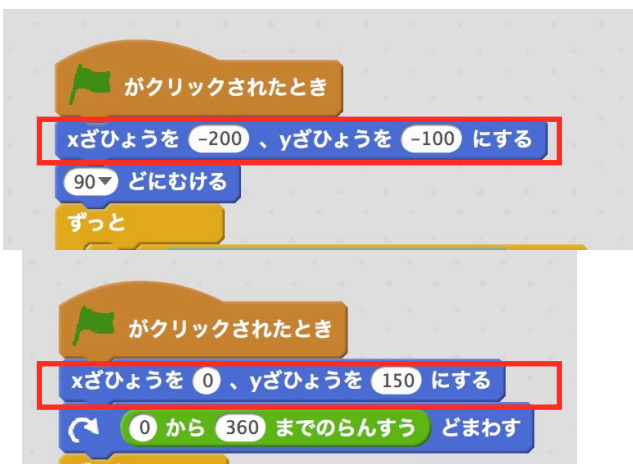 がクリックされたとき
xざひょうを -200 、yざひょうを -100 にする
90 どにむける
ずっと
がクリックされたとき
xざひょうを 0 、yざひょうを 150 にする
0 から 360 までのらんすう どまわす